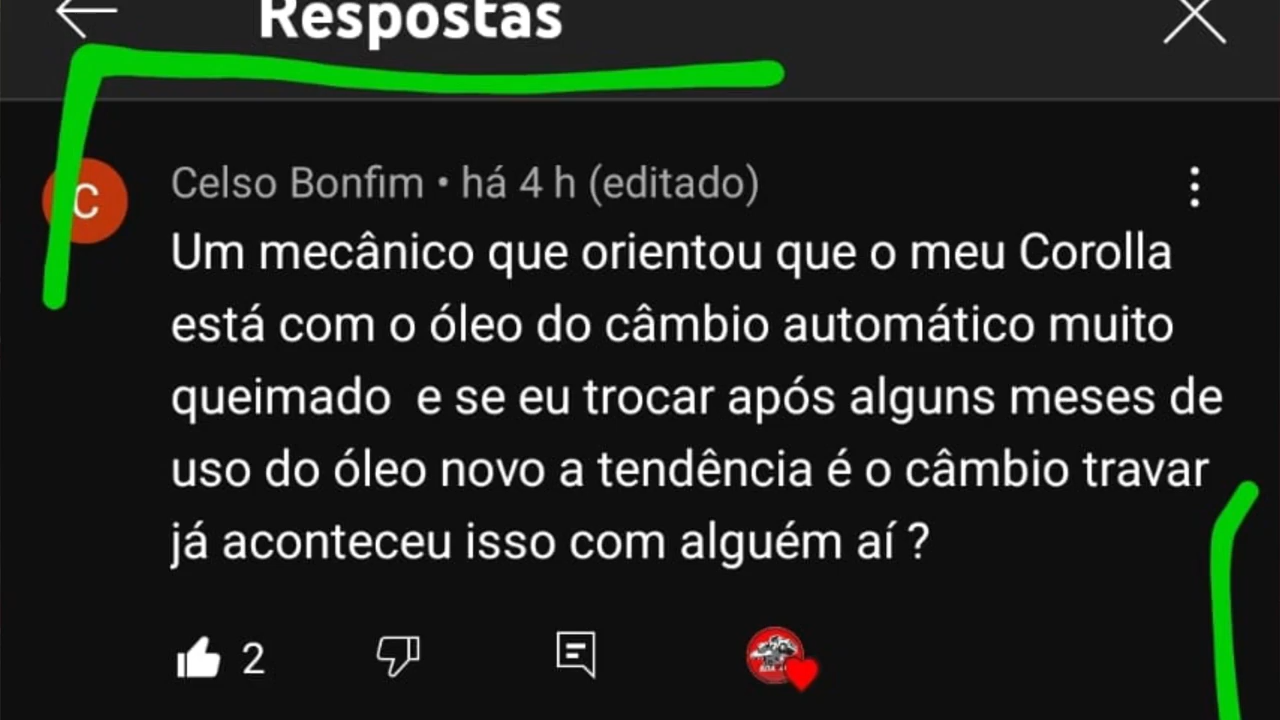 Respostas
C
Celso Bonfim • há 4 h (editado)
Um mecânico que orientou que o meu Corolla
está com o óleo do câmbio automático muito
queimado e se eu trocar após alguns meses de
uso do óleo novo a tendência é o câmbio travar
já aconteceu isso com alguém aí ?
2